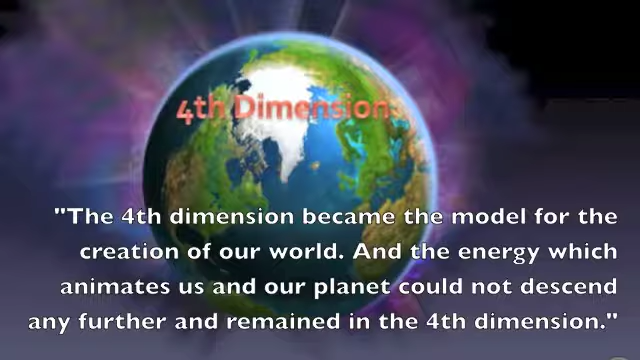 4th Dimension
"The 4th dimension became the model for the
creation of our world. And the energy which
animates us and our planet could not descend
any further and remained in the 4th dimension."